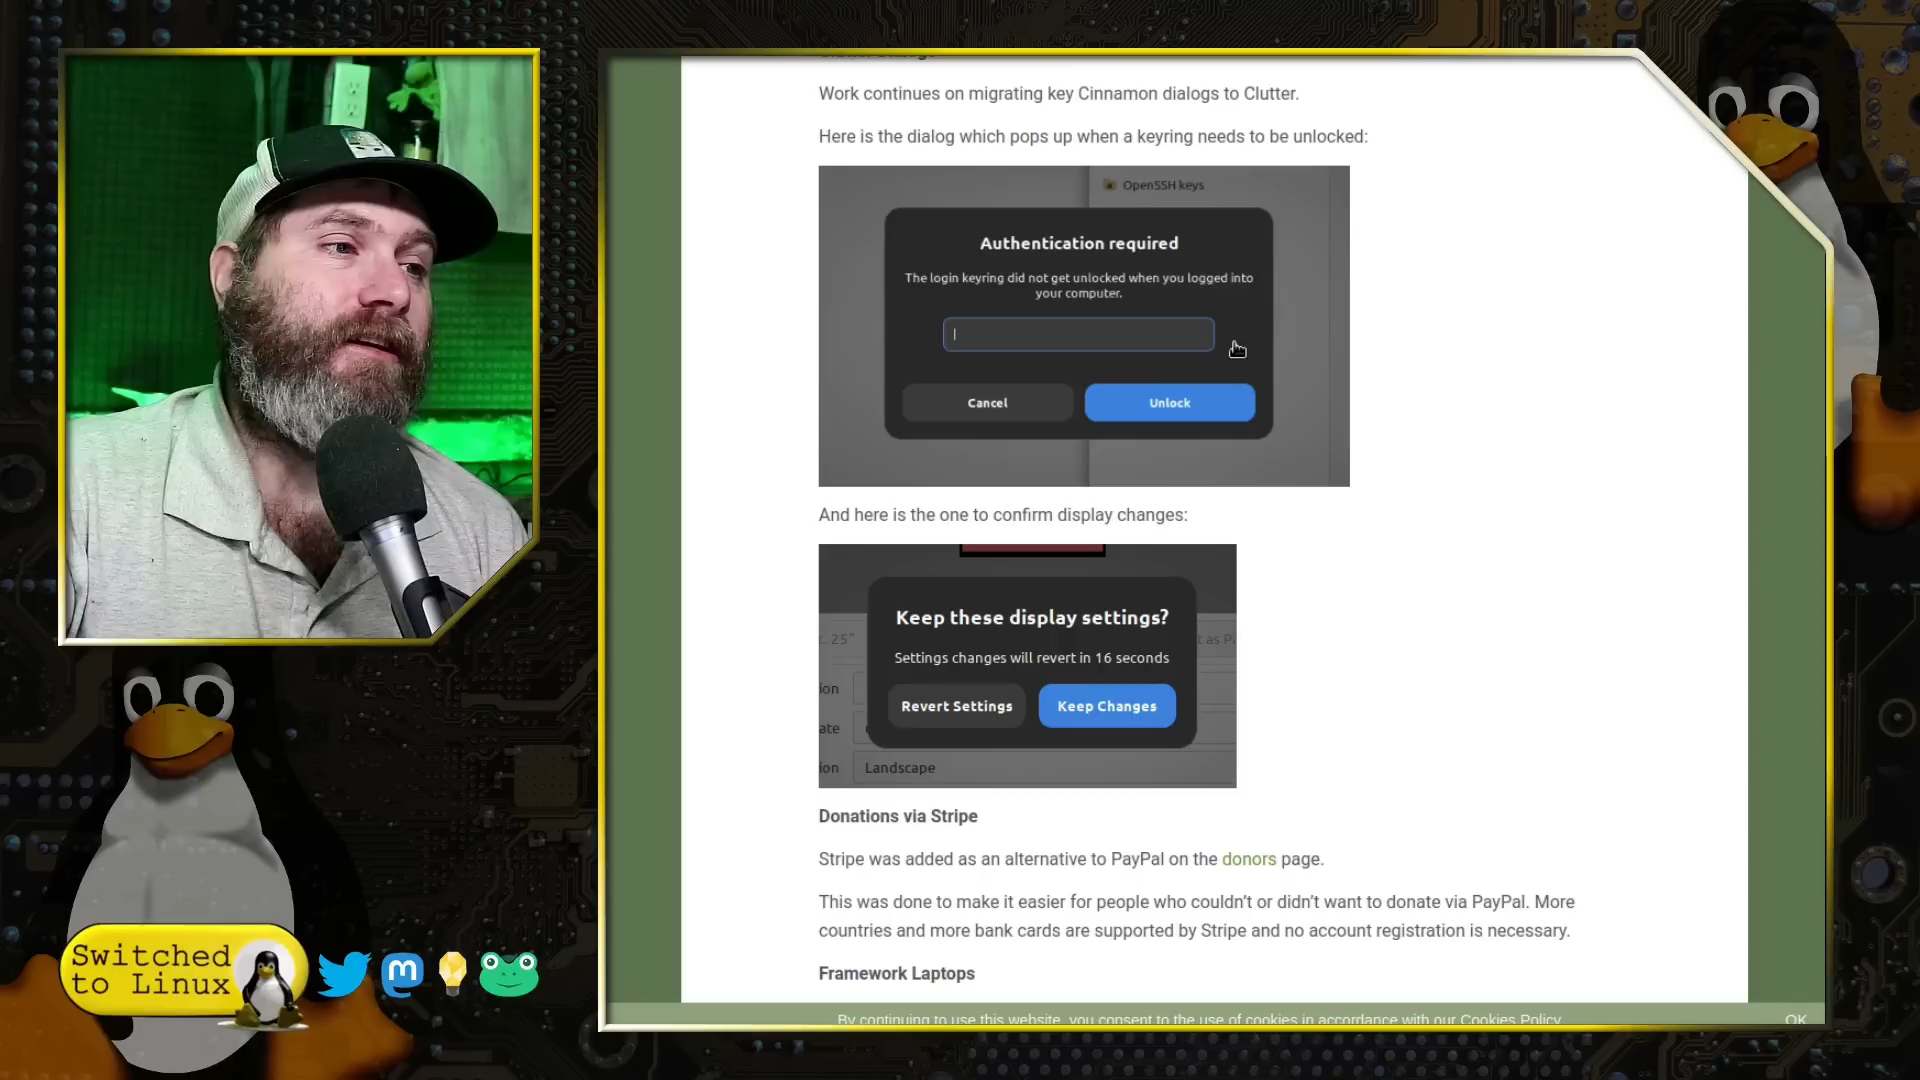 Work continues on migrating key Cinnamon dialogs to Clutter.
Here is the dialog which pops up when a keyring needs to be unlocked:
OpenSSH keys
Authentication required
The login keyring did not get unlocked when you logged into
your computer.
Cancel
Unlock
And here is the one to confirm display changes:
Keep these display settings?
25"
t as P
Settings changes will revert in 16 seconds
ion
Revert Settings
Keep Changes
ate
ion
Landscape
Donations via Stripe
Stripe was added as an alternative to PayPal on the donors page.
This was done to make it easier for people who couldn't or didn't want to donate via PayPal. More
countries and more bank cards are supported by Stripe and no account registration is necessary.
Framework Laptops
By continuing to use this website, you consent to the use of cookies in accordance with our Cookies Policy
OK
Switched
to Linux